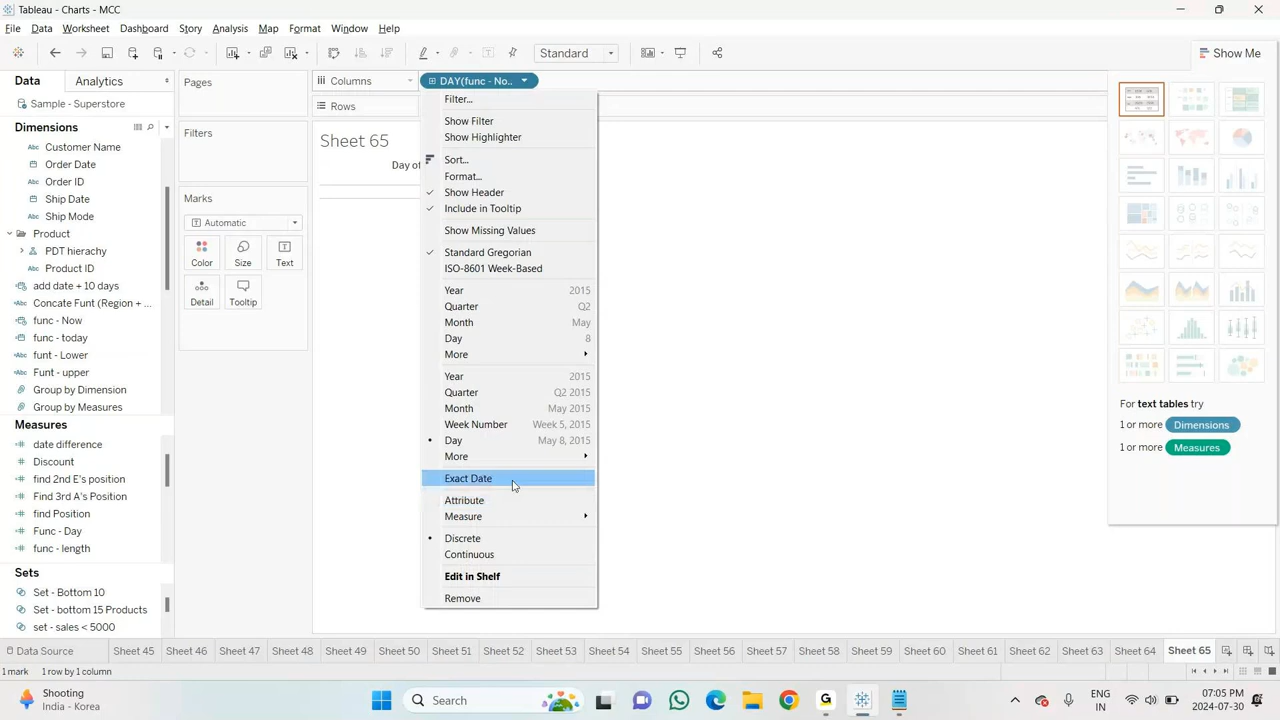 Tableau - Charts - MCC
File Data Worksheet Dashboard Story Analysis Map Format Window Help
Standard
Show Me
Data Analytics
Sample - Superstore
Dimensions
Abc Customer Name
Order Date
Abc Order ID
Ship Date
Abc Ship Mode
Product
PDT hierachy
Abc Product ID
add date + 10 days
Abc Concate Funt (Region + ...
func - Now
func - today
Abc funt - Lower
Abc Funt - upper
Group by Dimension
Group by Measures
Measures
date difference
Discount
find 2nd E's position
Find 3rd A's Position
find Position
Func - Day
func - length
Sets
Set - Bottom 10
Set - bottom 15 Products
set - sales < 5000
Pages
Filters
Marks
Automatic
Color Size Text
Detail Tooltip
Columns
DAY(func - No..
Rows
Sheet 65
Day of
Filter...
Show Filter
Show Highlighter
Sort...
Format...
Show Header
Include in Tooltip
Show Missing Values
Standard Gregorian
ISO-8601 Week-Based
Year 2015
Quarter Q2
Month May
Day 8
More
Year 2015
Quarter Q2 2015
Month May 2015
Week Number Week 5, 2015
Day May 8, 2015
More
Exact Date
Attribute
Measure
Discrete
Continuous
Edit in Shelf
Remove
For text tables try
1 or more Dimensions
1 or more Measures
Data Source Sheet 45 Sheet 46 Sheet 47 Sheet 48 Sheet 49 Sheet 50 Sheet 51 Sheet 52 Sheet 53 Sheet 54 Sheet 55 Sheet 56 Sheet 57 Sheet 58 Sheet 59 Sheet 60 Sheet 61 Sheet 62 Sheet 63 Sheet 64 Sheet 65
1 mark 1 row by 1 column
Shooting
India - Korea
Search
ENG
IN
07:05 PM
2024-07-30